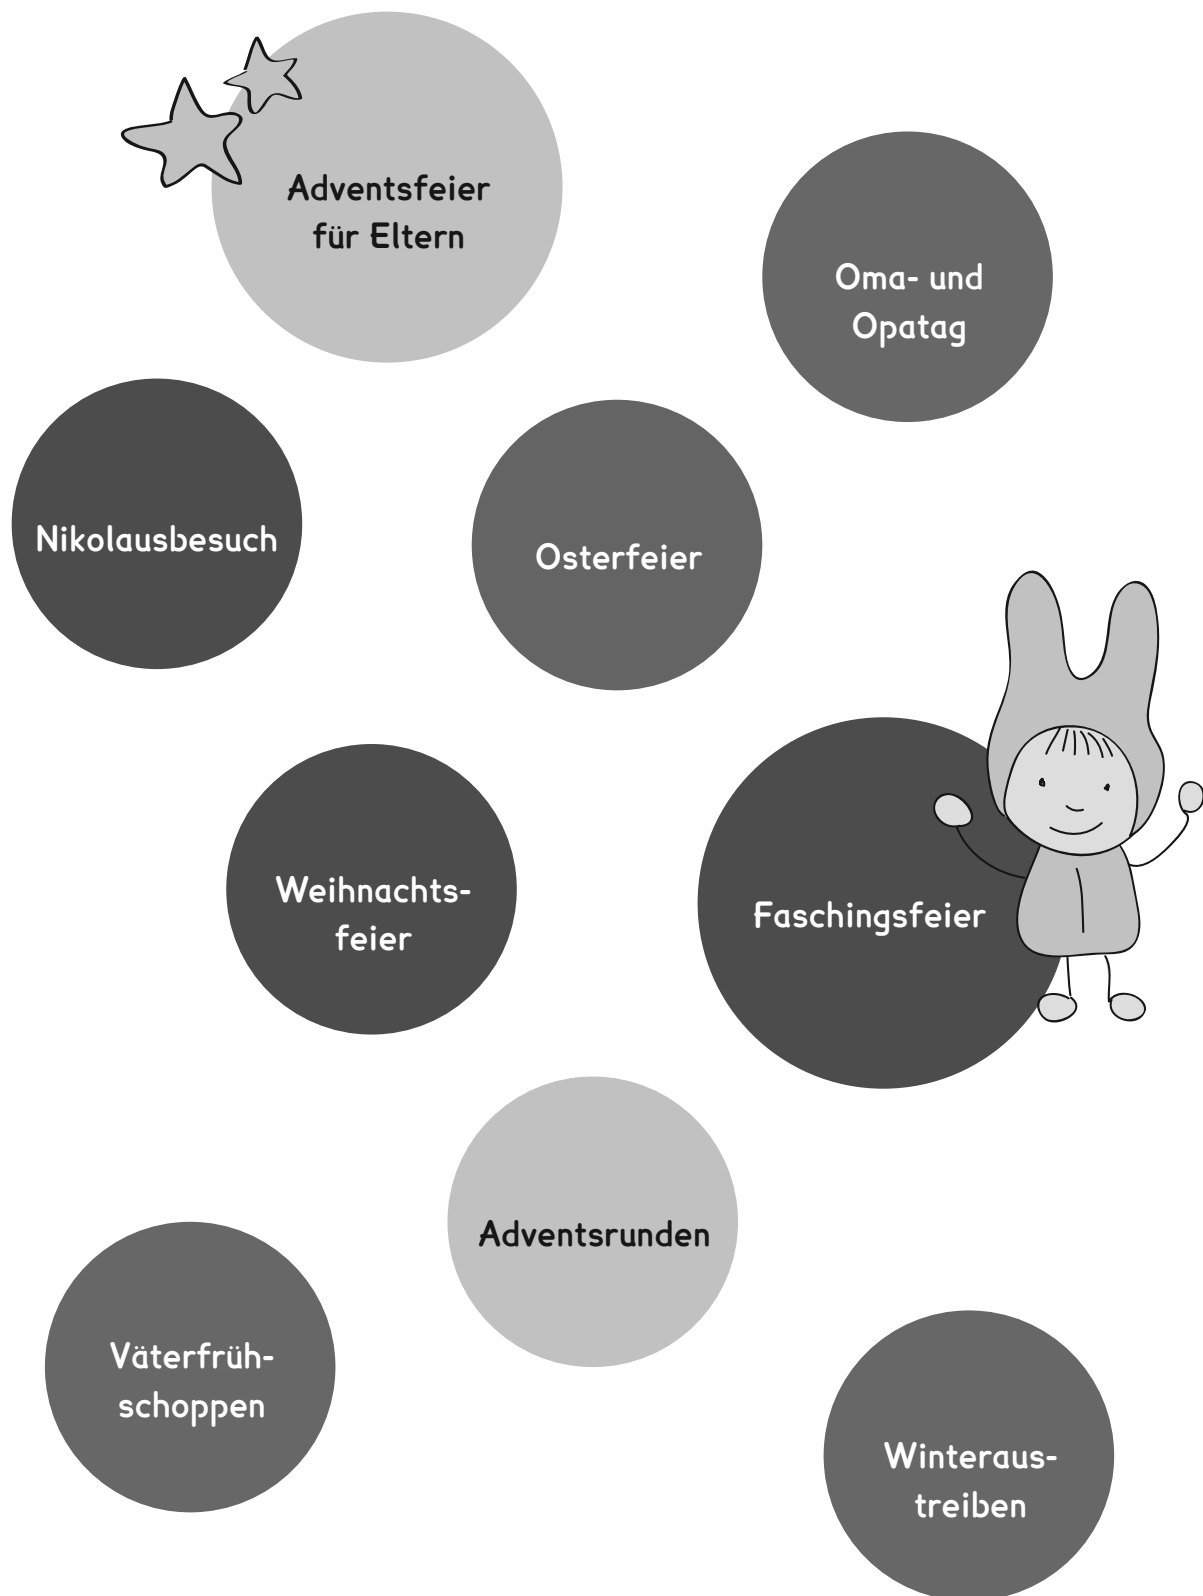 Adventsfeier
für Eltern
Oma- und
Opatag
Nikolausbesuch
Osterfeier
Weihnachts-
feier
Faschingsfeier
Adventsrunden
Väterfrüh-
schoppen
Winteraus-
treiben